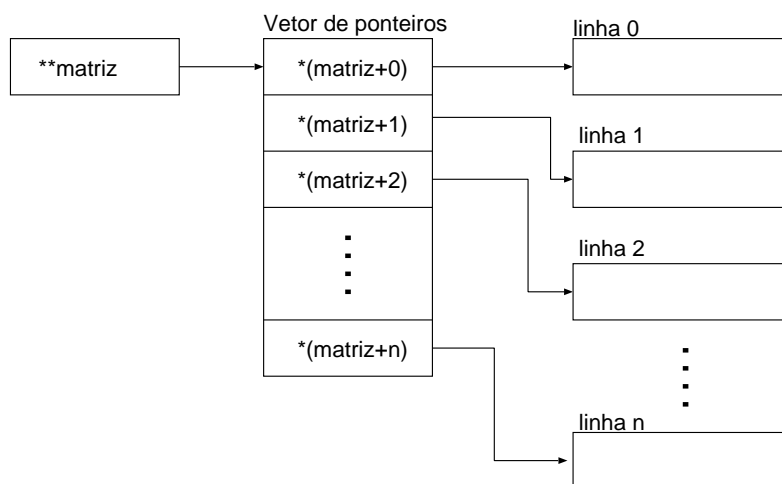 Vetor de ponteiros
linha 0
**matriz
*(matriz+0)
*(matriz+1)
linha 1
*(matriz+2)
linha 2
*(matriz+n)
linha n